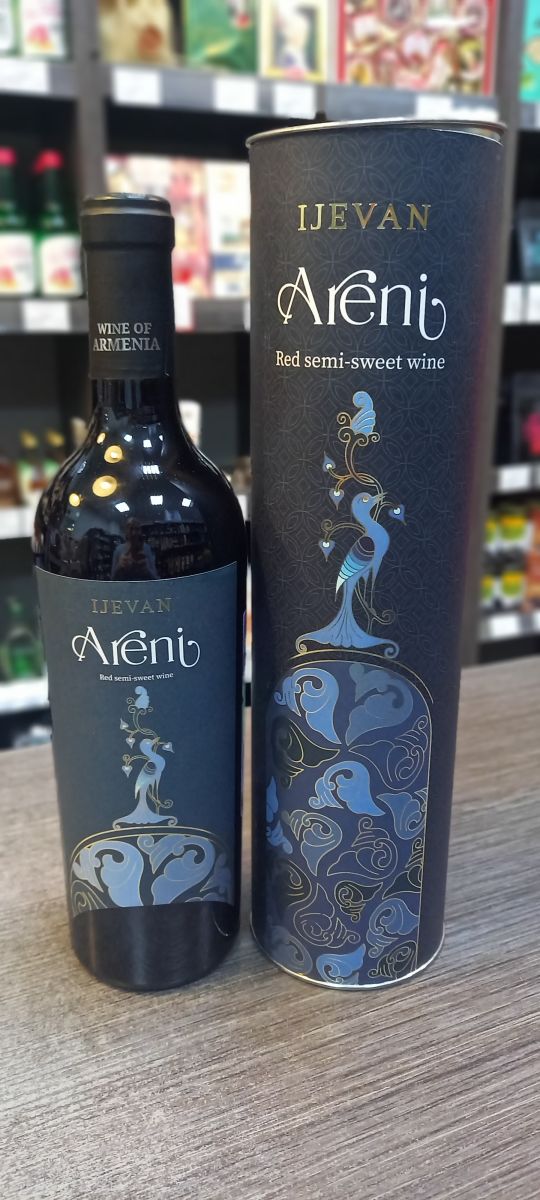 WINE OF
ARMENIA
IJEVAN
Areni
Red semi-sweet wine
IJEVAN
Areni
Red semi-sweet wine